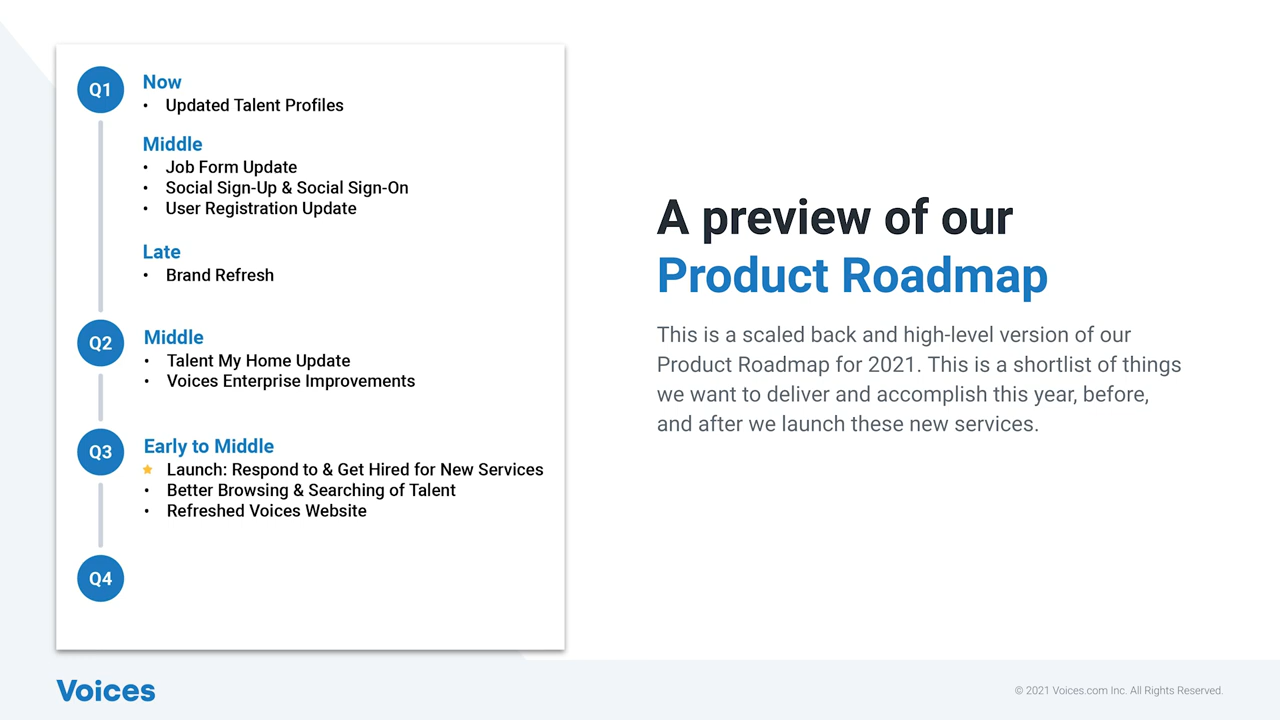 Q1
Now
• Updated Talent Profiles
Middle
• Job Form Update
• Social Sign-Up & Social Sign-On
• User Registration Update
Late
• Brand Refresh
Q2
Middle
• Talent My Home Update
• Voices Enterprise Improvements
Q3
Early to Middle
★ Launch: Respond to & Get Hired for New Services
• Better Browsing & Searching of Talent
• Refreshed Voices Website
Q4
A preview of our
Product Roadmap
This is a scaled back and high-level version of our
Product Roadmap for 2021. This is a shortlist of things
we want to deliver and accomplish this year, before,
and after we launch these new services.
Voices
© 2021 Voices.com Inc. All Rights Reserved.